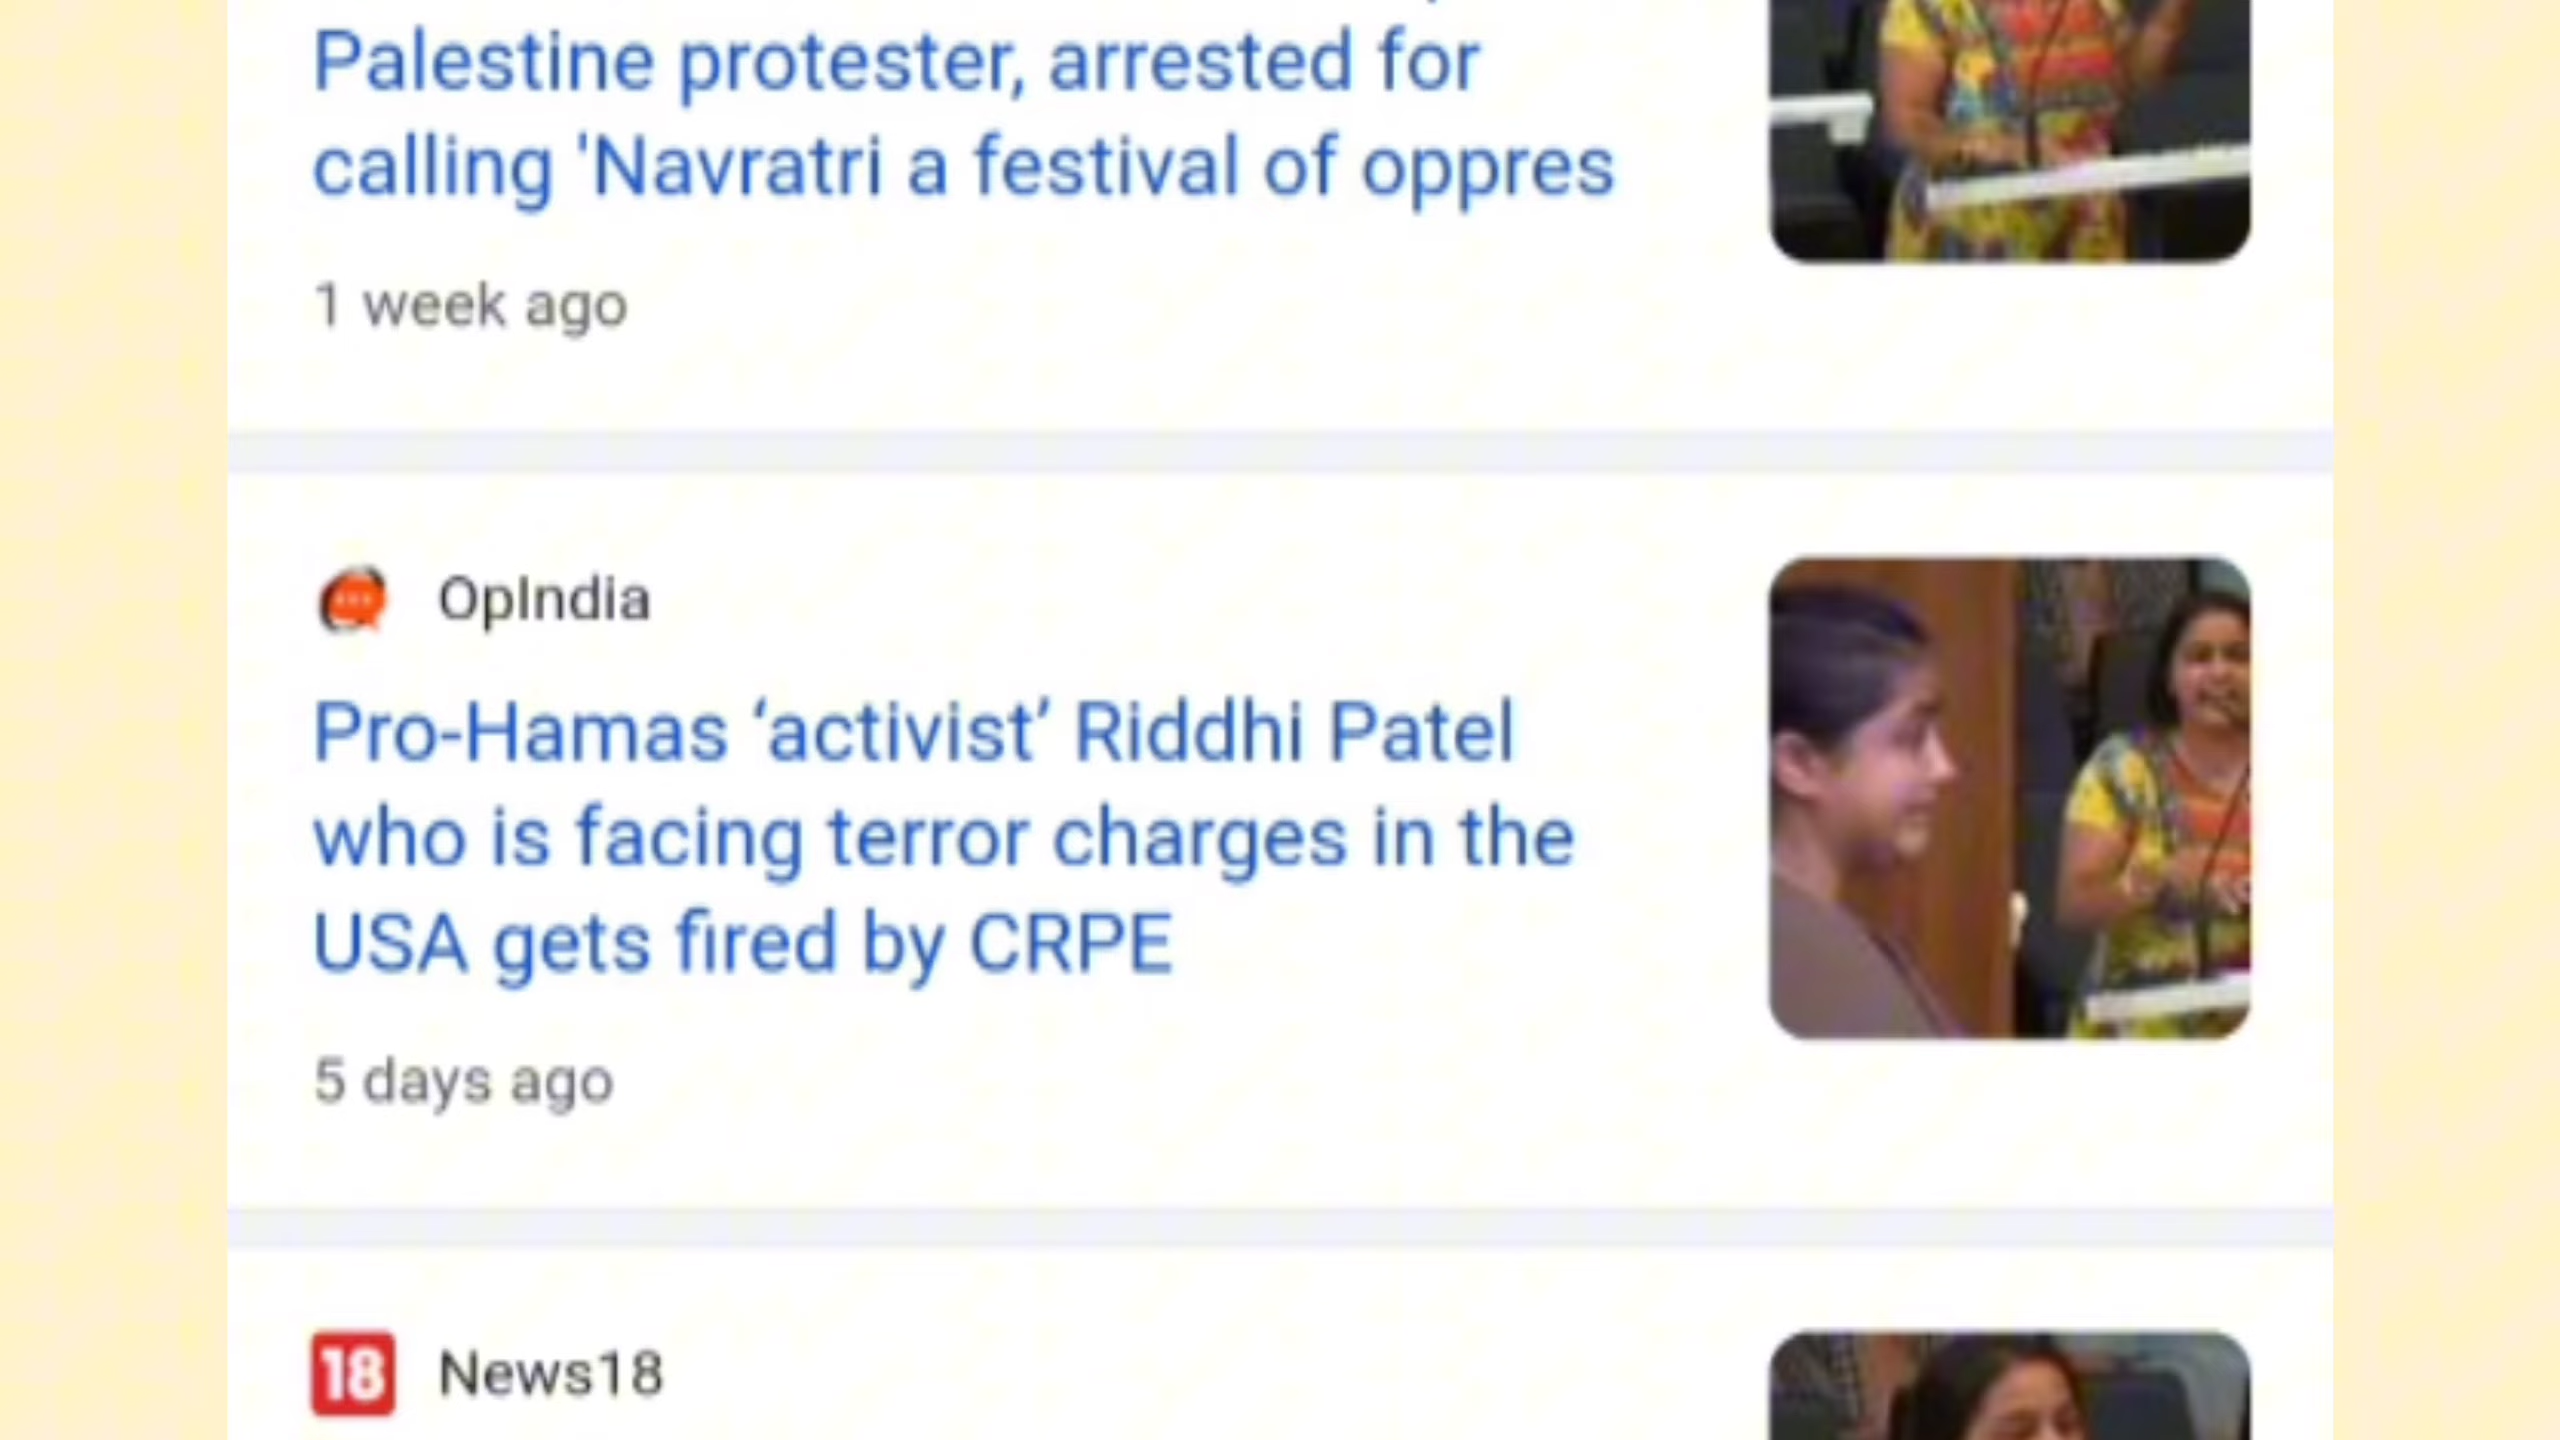 Palestine protester, arrested for
calling 'Navratri a festival of oppres
1 week ago
OpIndia
Pro-Hamas ‘activist’ Riddhi Patel
who is facing terror charges in the
USA gets fired by CRPE
5 days ago
18 News18